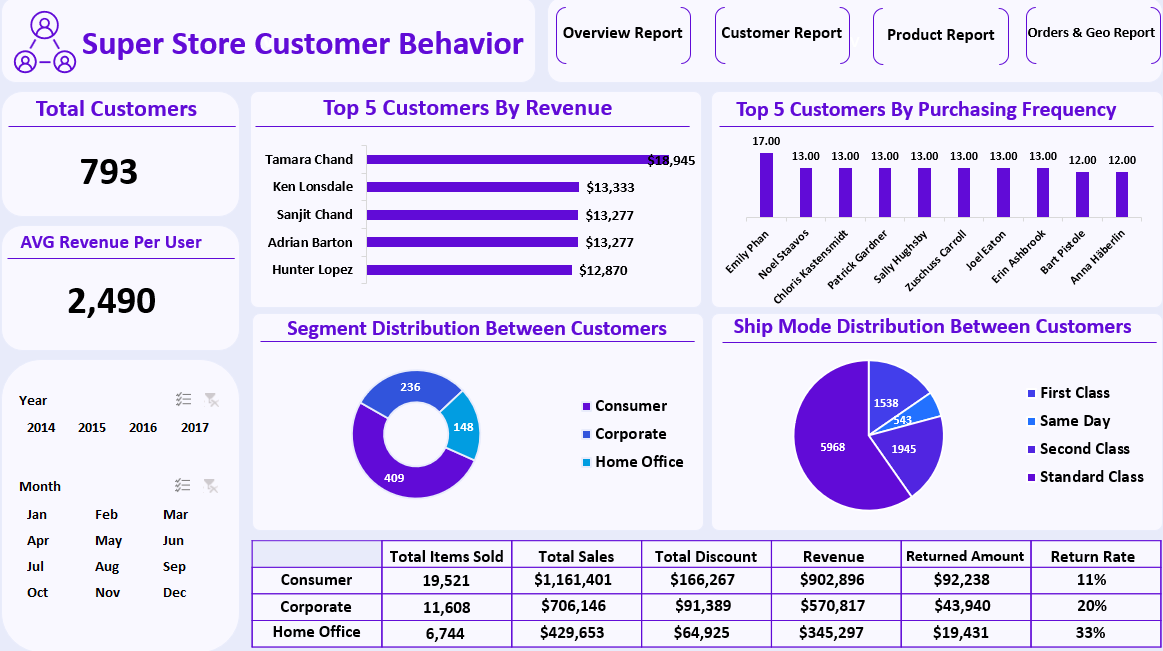 Super Store Customer Behavior
Overview Report
Customer Report
Product Report
Orders & Geo Report
Total Customers
793
AVG Revenue Per User
2,490
Year
2014 2015 2016 2017
Month
Jan Feb Mar
Apr May Jun
Jul Aug Sep
Oct Nov Dec
Top 5 Customers By Revenue
Tamara Chand $18,945
Ken Lonsdale $13,333
Sanjit Chand $13,277
Adrian Barton $13,277
Hunter Lopez $12,870
Top 5 Customers By Purchasing Frequency
17.00 13.00 13.00 13.00 13.00 13.00 13.00 13.00 12.00 12.00
Emily Phan
Noel Staavos
Chloris Kastensmidt
Patrick Gardner
Sally Hughsby
Zuschuss Carroll
Joel Eaton
Erin Ashbrook
Bart Pistole
Anna Häberlin
Segment Distribution Between Customers
236
148
409
Consumer
Corporate
Home Office
Ship Mode Distribution Between Customers
1538
543
1945
5968
First Class
Same Day
Second Class
Standard Class
Total Items Sold Total Sales Total Discount Revenue Returned Amount Return Rate
Consumer 19,521 $1,161,401 $166,267 $902,896 $92,238 11%
Corporate 11,608 $706,146 $91,389 $570,817 $43,940 20%
Home Office 6,744 $429,653 $64,925 $345,297 $19,431 33%